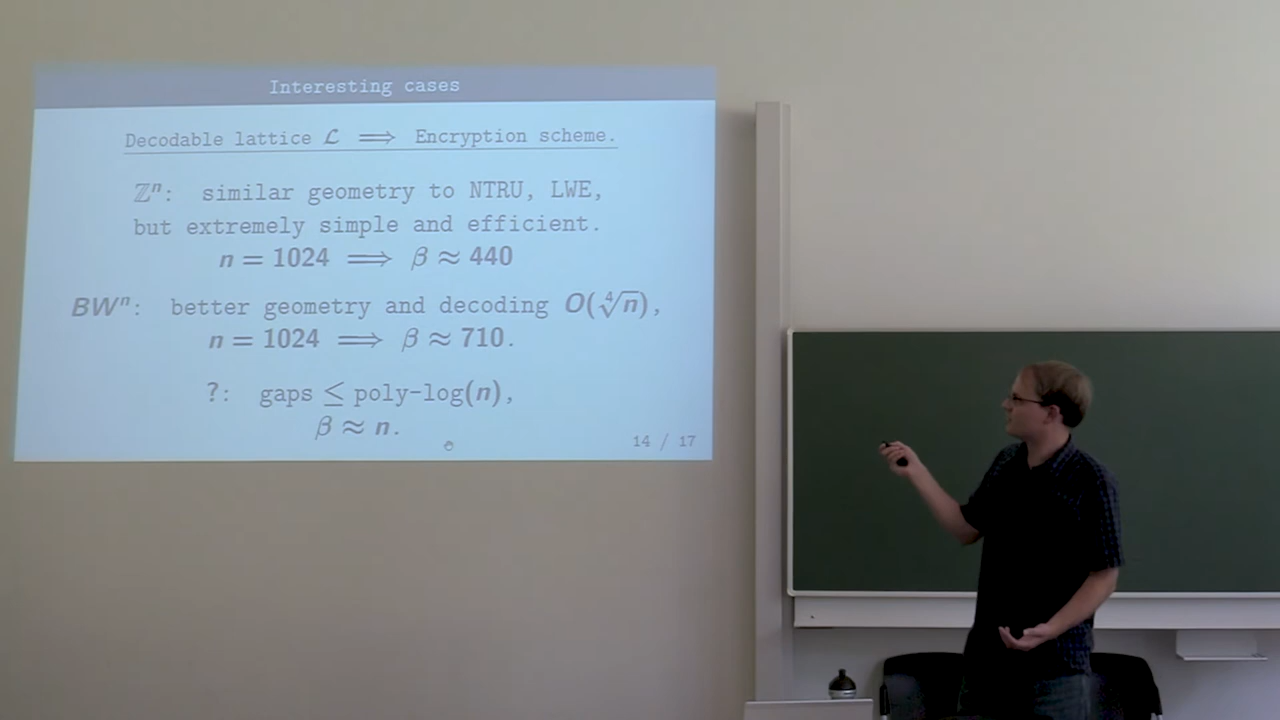 Interesting cases
Decodable lattice ℒ ⟹ Encryption scheme.
ℤⁿ: similar geometry to NTRU, LWE,
but extremely simple and efficient.
n = 1024 ⟹ β ≈ 440
BWⁿ: better geometry and decoding O(∜n),
n = 1024 ⟹ β ≈ 710.
?: gaps ≤ poly-log(n),
β ≈ n.
14 / 17